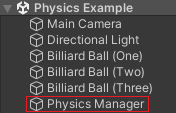 Physics Example
Main Camera
Directional Light
Billiard Ball (One)
Billiard Ball (Two)
Billiard Ball (Three)
Physics Manager